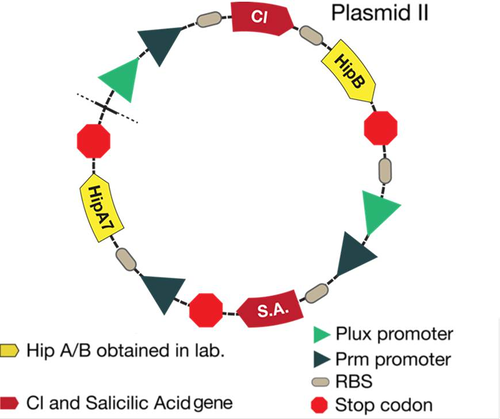 Plasmid II
CI
HipB
HipA7
S.A.
Plux promoter
Prm promoter
RBS
Stop codon
Hip A/B obtained in lab.
CI and Salicilic Acid gene